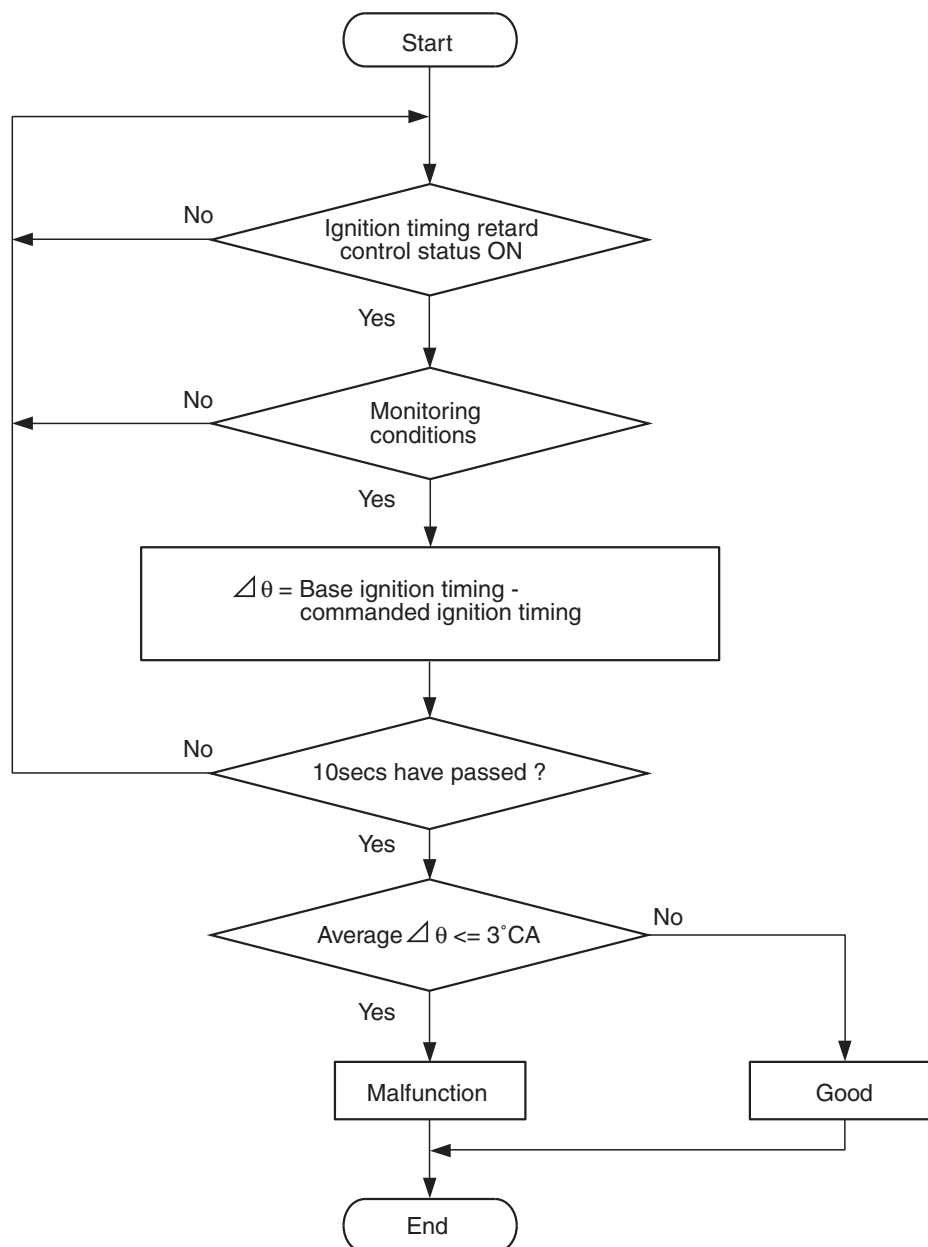 Start
No
Ignition timing retard
control status ON
Yes
No
Monitoring
conditions
Yes
⊿ θ = Base ignition timing -
commanded ignition timing
No
10secs have passed ?
Yes
Average ⊿ θ <= 3˚CA
No
Yes
Malfunction
Good
End